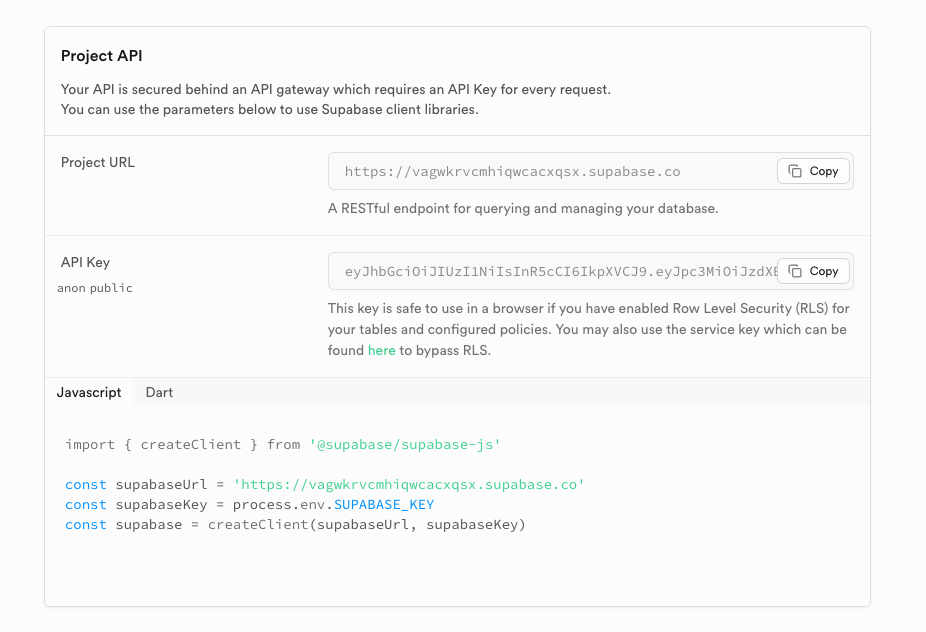 Project API
Your API is secured behind an API gateway which requires an API Key for every request.
You can use the parameters below to use Supabase client libraries.
Project URL
https://vagwkrvcmhiqwcacxqsx.supabase.co
Copy
A RESTful endpoint for querying and managing your database.
API Key
anon public
eyJhbGciOiJIUzI1NiIsInR5cCI6IkpXVCJ9.eyJpc3MiOiJzdXB
Copy
This key is safe to use in a browser if you have enabled Row Level Security (RLS) for
your tables and configured policies. You may also use the service key which can be
found here to bypass RLS.
Javascript Dart
import { createClient } from '@supabase/supabase-js'
const supabaseUrl = 'https://vagwkrvcmhiqwcacxqsx.supabase.co'
const supabaseKey = process.env.SUPABASE_KEY
const supabase = createClient(supabaseUrl, supabaseKey)